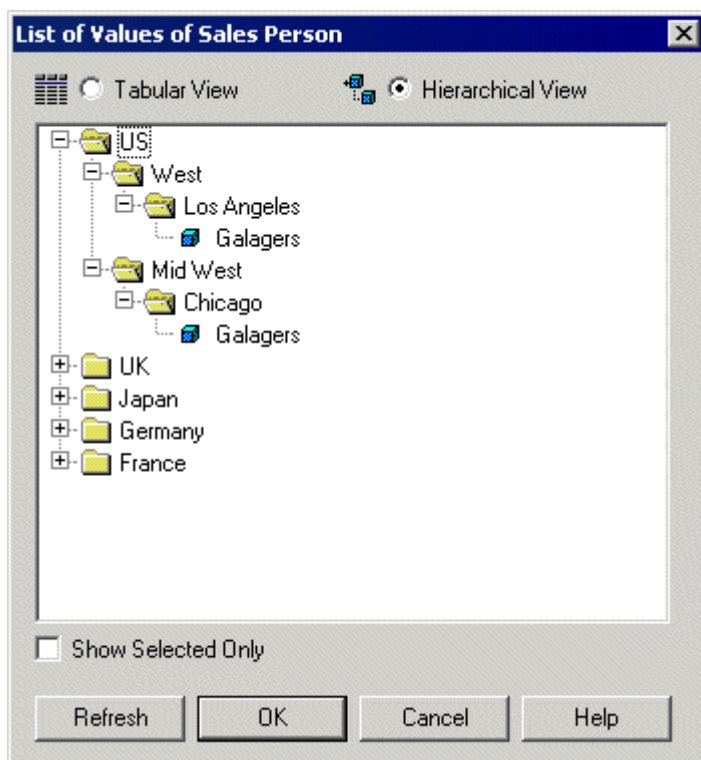 List of Values of Sales Person
Tabular View Hierarchical View
US
West
Los Angeles
Galagers
Mid West
Chicago
Galagers
UK
Japan
Germany
France
Show Selected Only
Refresh OK Cancel Help